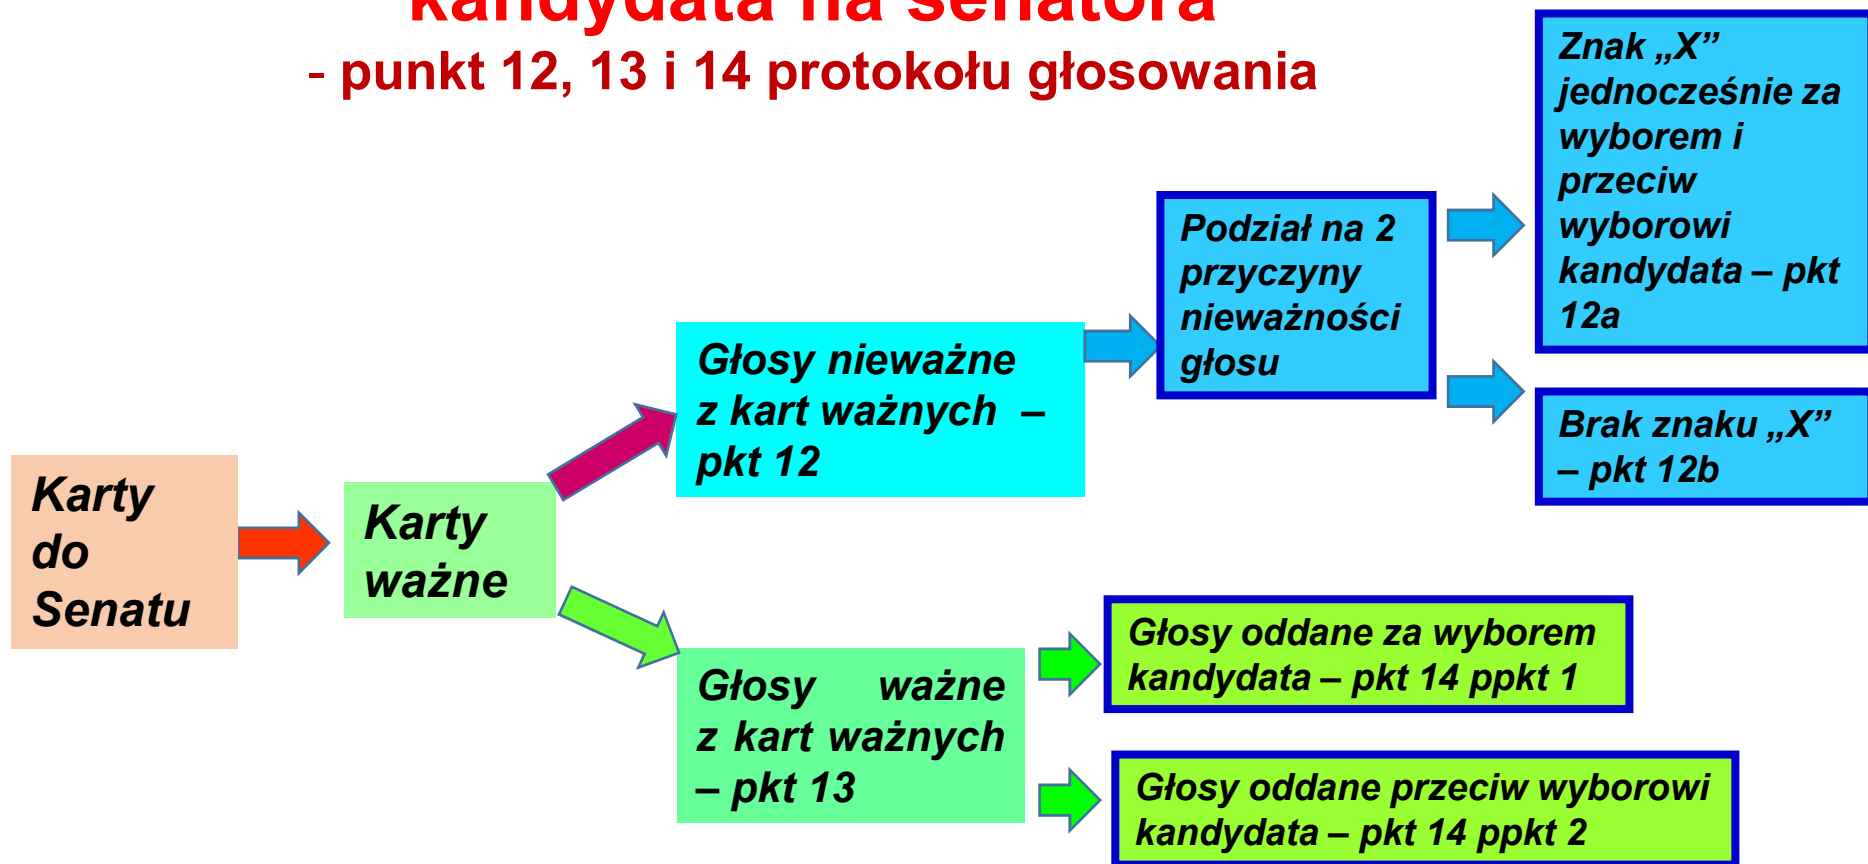 kandydata na senatora
- punkt 12, 13 i 14 protokołu głosowania
Karty
do
Senatu
Karty
ważne
Głosy nieważne
z kart ważnych –
pkt 12
Podział na 2
przyczyny
nieważności
głosu
Znak „X”
jednocześnie za
wyborem i
przeciw
wyborowi
kandydata – pkt
12a
Brak znaku „X”
– pkt 12b
Głosy ważne
z kart ważnych
– pkt 13
Głosy oddane za wyborem
kandydata – pkt 14 ppkt 1
Głosy oddane przeciw wyborowi
kandydata – pkt 14 ppkt 2